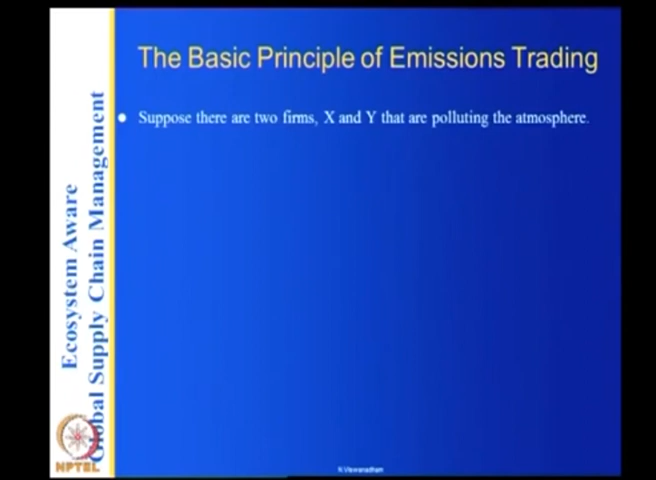 The Basic Principle of Emissions Trading
Suppose there are two firms, X and Y that are polluting the atmosphere.
Ecosystem Aware
Global Supply Chain Management
NPTEL
N.Viswanadham